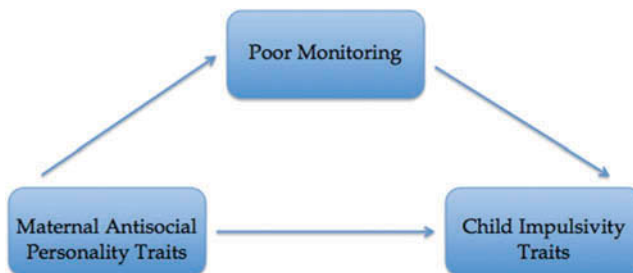 Poor Monitoring
Maternal Antisocial
Personality Traits
Child Impulsivity
Traits